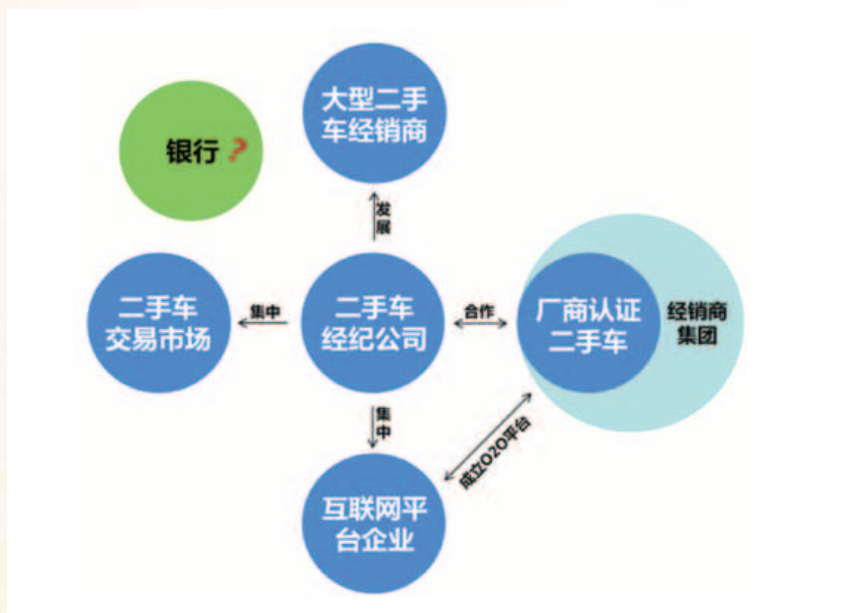 大型二手
车经销商
银行?
发
展
二手车
交易市场
集中
二手车
经纪公司
合作
厂商认证
二手车
经销商
集团
集
中
成立O2O平台
互联网平
台企业